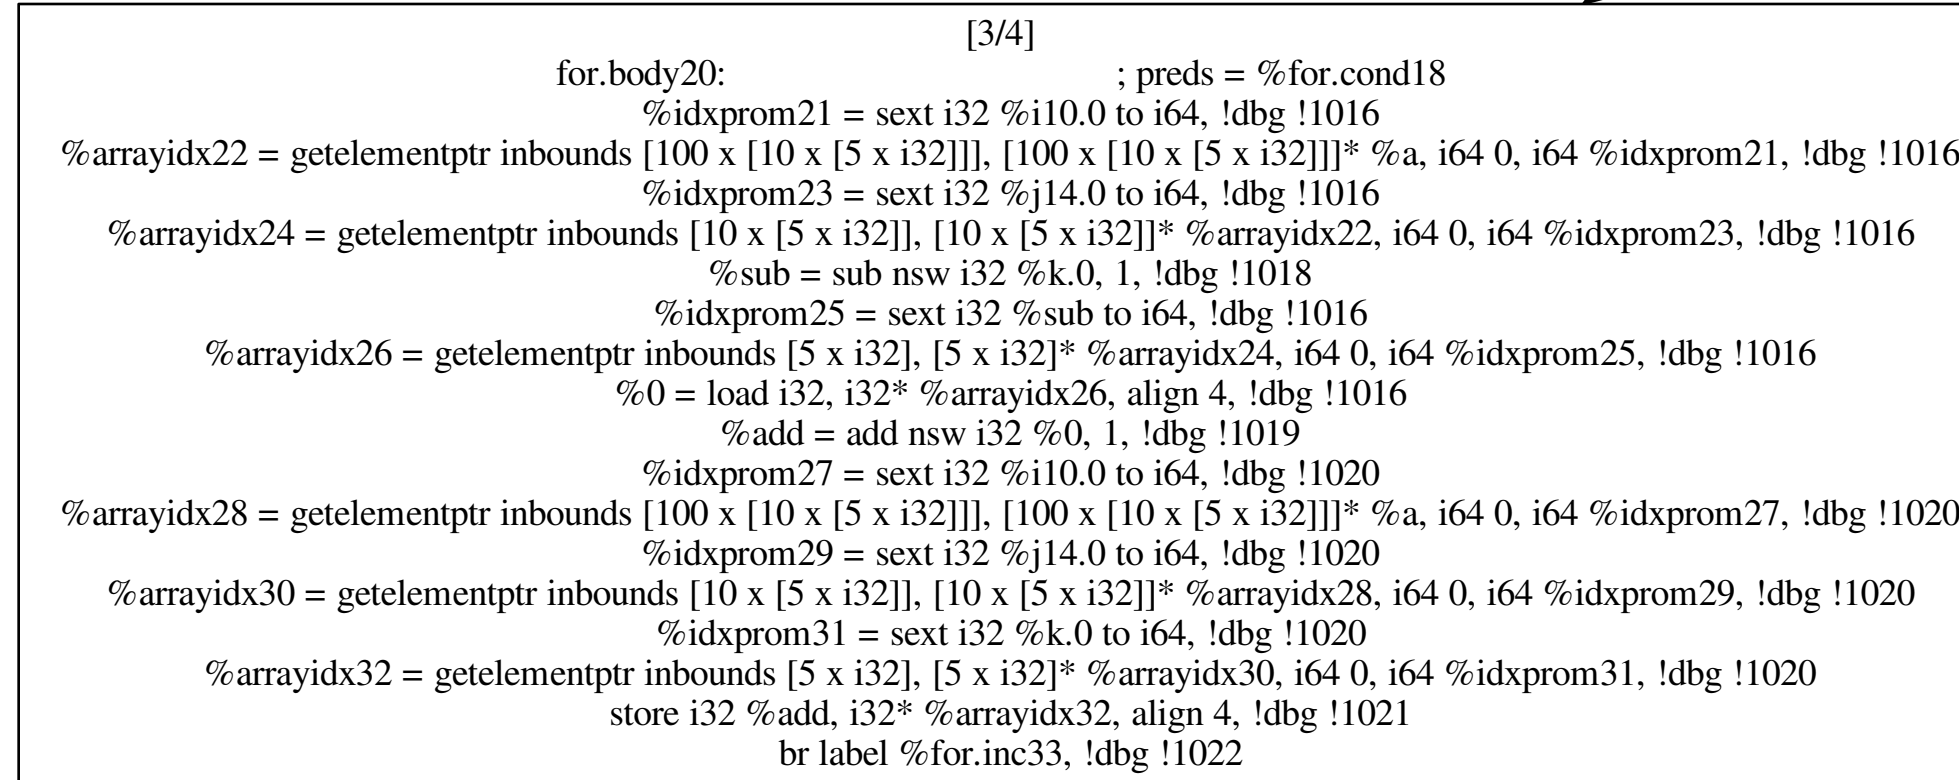 [3/4]
for.body20: ; preds = %for.cond18
%idxprom21 = sext i32 %i10.0 to i64, !dbg !1016
%arrayidx22 = getelementptr inbounds [100 x [10 x [5 x i32]]], [100 x [10 x [5 x i32]]]* %a, i64 0, i64 %idxprom21, !dbg !1016
%idxprom23 = sext i32 %j14.0 to i64, !dbg !1016
%arrayidx24 = getelementptr inbounds [10 x [5 x i32]], [10 x [5 x i32]]* %arrayidx22, i64 0, i64 %idxprom23, !dbg !1016
%sub = sub nsw i32 %k.0, 1, !dbg !1018
%idxprom25 = sext i32 %sub to i64, !dbg !1016
%arrayidx26 = getelementptr inbounds [5 x i32], [5 x i32]* %arrayidx24, i64 0, i64 %idxprom25, !dbg !1016
%0 = load i32, i32* %arrayidx26, align 4, !dbg !1016
%add = add nsw i32 %0, 1, !dbg !1019
%idxprom27 = sext i32 %i10.0 to i64, !dbg !1020
%arrayidx28 = getelementptr inbounds [100 x [10 x [5 x i32]]], [100 x [10 x [5 x i32]]]* %a, i64 0, i64 %idxprom27, !dbg !1020
%idxprom29 = sext i32 %j14.0 to i64, !dbg !1020
%arrayidx30 = getelementptr inbounds [10 x [5 x i32]], [10 x [5 x i32]]* %arrayidx28, i64 0, i64 %idxprom29, !dbg !1020
%idxprom31 = sext i32 %k.0 to i64, !dbg !1020
%arrayidx32 = getelementptr inbounds [5 x i32], [5 x i32]* %arrayidx30, i64 0, i64 %idxprom31, !dbg !1020
store i32 %add, i32* %arrayidx32, align 4, !dbg !1021
br label %for.inc33, !dbg !1022